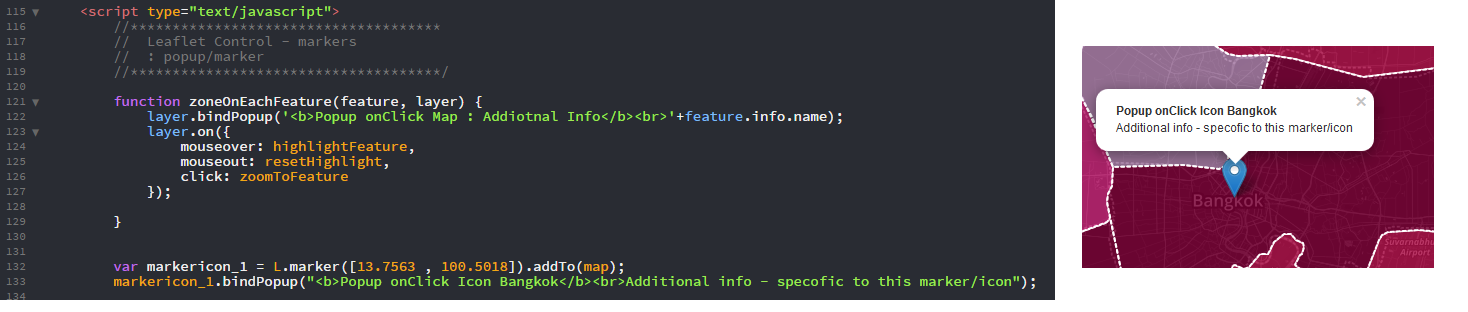 115 ▼ <script type="text/javascript">
116 //*************************************
117 // Leaflet Control - markers
118 // : popup/marker
119 //*************************************/
120
121 ▼ function zoneOnEachFeature(feature, layer) {
122 layer.bindPopup('<b>Popup onClick Map : Addiotnal Info</b><br>'+feature.info.name);
123 ▼ layer.on({
124 mouseover: highlightFeature,
125 mouseout: resetHighlight,
126 click: zoomToFeature
127 });
128
129 }
130
131
132 var markericon_1 = L.marker([13.7563 , 100.5018]).addTo(map);
133 markericon_1.bindPopup("<b>Popup onClick Icon Bangkok</b><br>Additional info - specofic to this marker/icon");
134
Popup onClick Icon Bangkok ×
Additional info - specofic to this marker/icon
Bangkok
Suvarnabhu
Airport